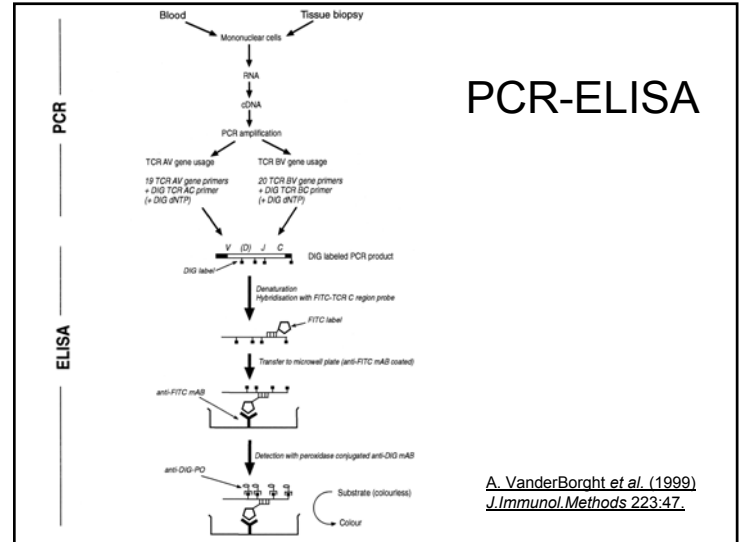 Blood Tissue biopsy
Mononuclear cells
RNA
cDNA
PCR amplification
TCR AV gene usage TCR BV gene usage
19 TCR AV gene primers 20 TCR BV gene primers
+ DIG TCR AC primer + DIG TCR BC primer
(+ DIG dNTP) (+ DIG dNTP)
PCR
PCR-ELISA
V (D) J C
DIG labeled PCR product
DIG label
Denaturation
Hybridisation with FITC-TCR C region probe
FITC label
ELISA
Transfer to microwell plate (anti-FITC mAB coated)
anti-FITC mAB
Detection with peroxidase conjugated anti-DIG mAB
anti-DIG-PO
Substrate (colourless)
Colour
A. VanderBorght et al. (1999)
J.Immunol.Methods 223:47.